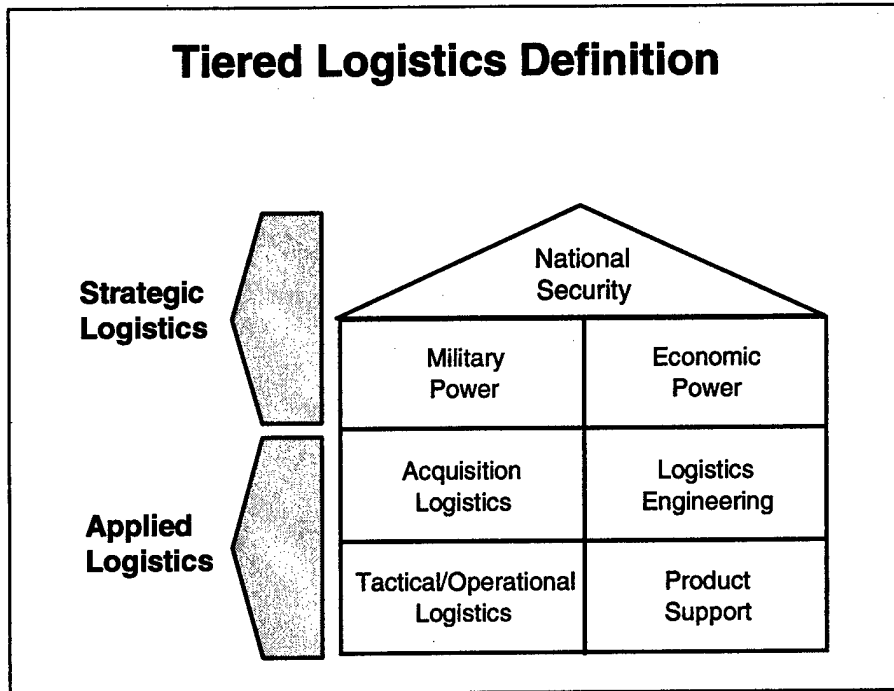 Tiered Logistics Definition
Strategic
Logistics
National
Security
Military
Power
Economic
Power
Applied
Logistics
Acquisition
Logistics
Logistics
Engineering
Tactical/Operational
Logistics
Product
Support